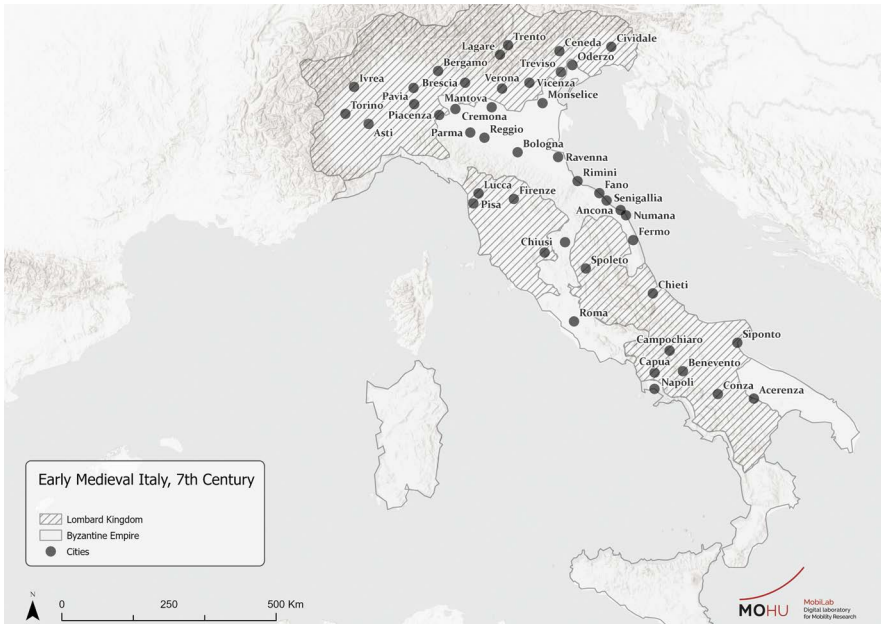 Trento
Lagare
Ceneda
Cividale
Bergamo
Treviso
Oderzo
Ivrea
Brescia
Verona
Vicenza
Pavia
Mantova
Monselice
Torino
Piacenza
Cremona
Asti
Parma
Reggio
Bologna
Ravenna
Rimini
Lucca
Firenze
Fano
Senigallia
Pisa
Ancona
Numana
Fermo
Chiusi
Spoleto
Chieti
Roma
Campochiaro
Siponto
Capua
Benevento
Napoli
Conza
Acerenza
Early Medieval Italy, 7th Century
Lombard Kingdom
Byzantine Empire
Cities
N
0 250 500 Km
MOHU
MobiLab
Digital laboratory
for Mobility Research